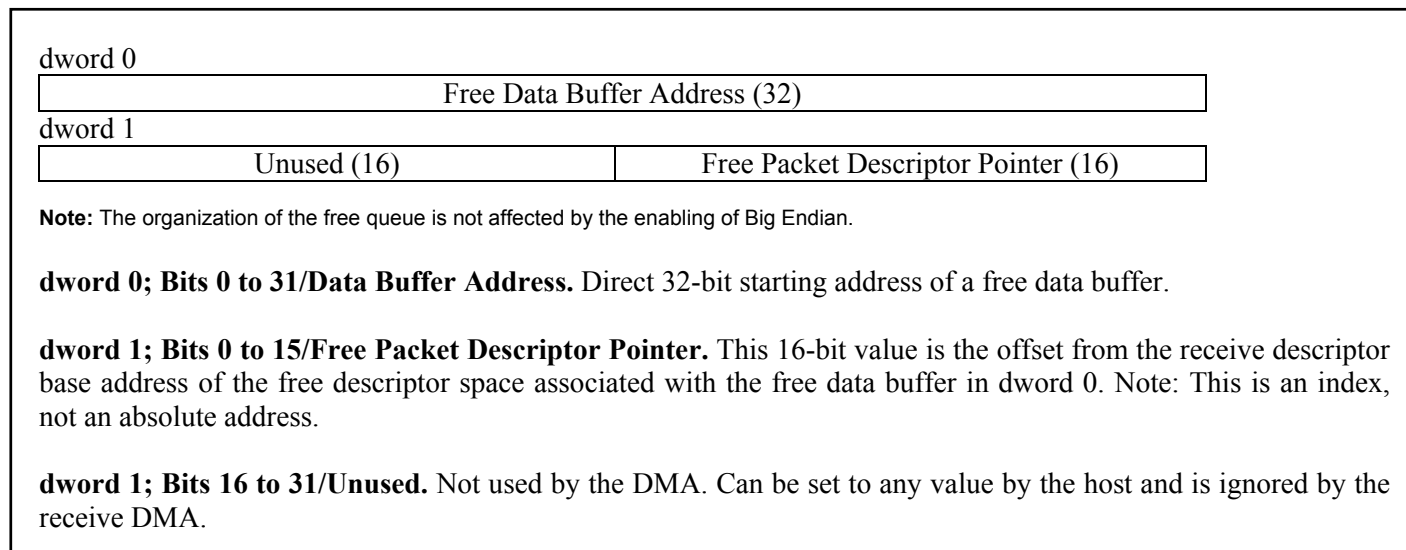 dword 0
Free Data Buffer Address (32)
dword 1
Unused (16) Free Packet Descriptor Pointer (16)
Note: The organization of the free queue is not affected by the enabling of Big Endian.
dword 0; Bits 0 to 31/Data Buffer Address. Direct 32-bit starting address of a free data buffer.
dword 1; Bits 0 to 15/Free Packet Descriptor Pointer. This 16-bit value is the offset from the receive descriptor
base address of the free descriptor space associated with the free data buffer in dword 0. Note: This is an index,
not an absolute address.
dword 1; Bits 16 to 31/Unused. Not used by the DMA. Can be set to any value by the host and is ignored by the
receive DMA.